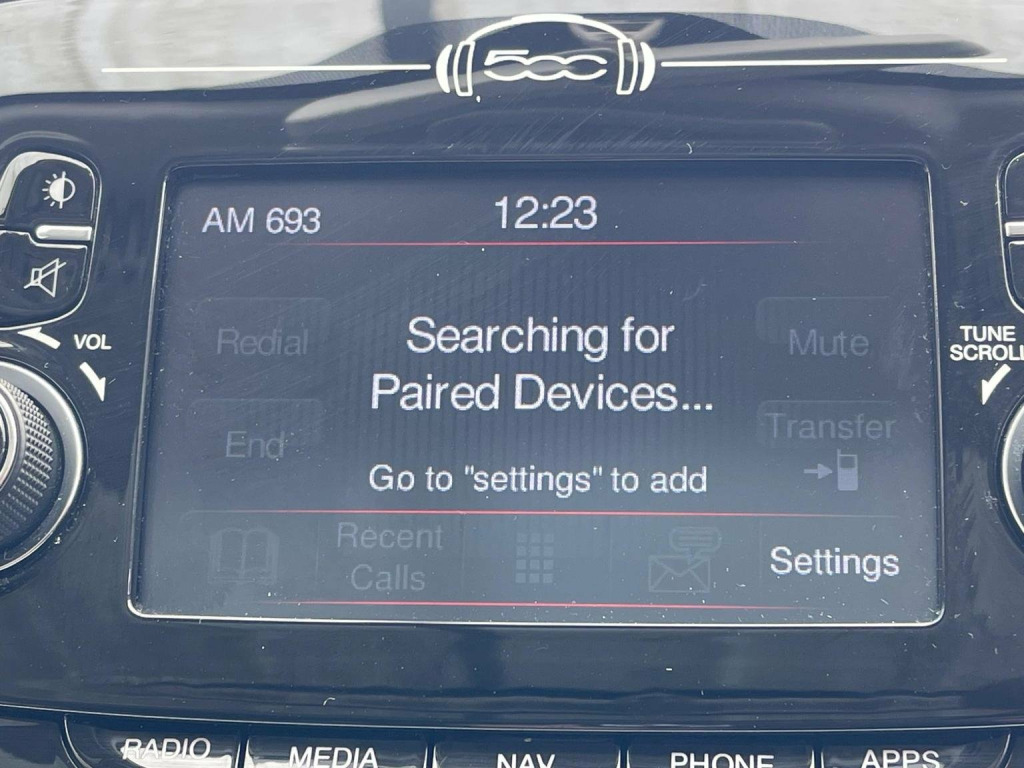 500
AM 693
12:23
VOL
TUNE
SCROLL
Redial
Searching for
Mute
Paired Devices...
End
Transfer
Go to "settings" to add
Recent
Calls
Settings
RADIO
MEDIA
NAV
PHONE
APPS